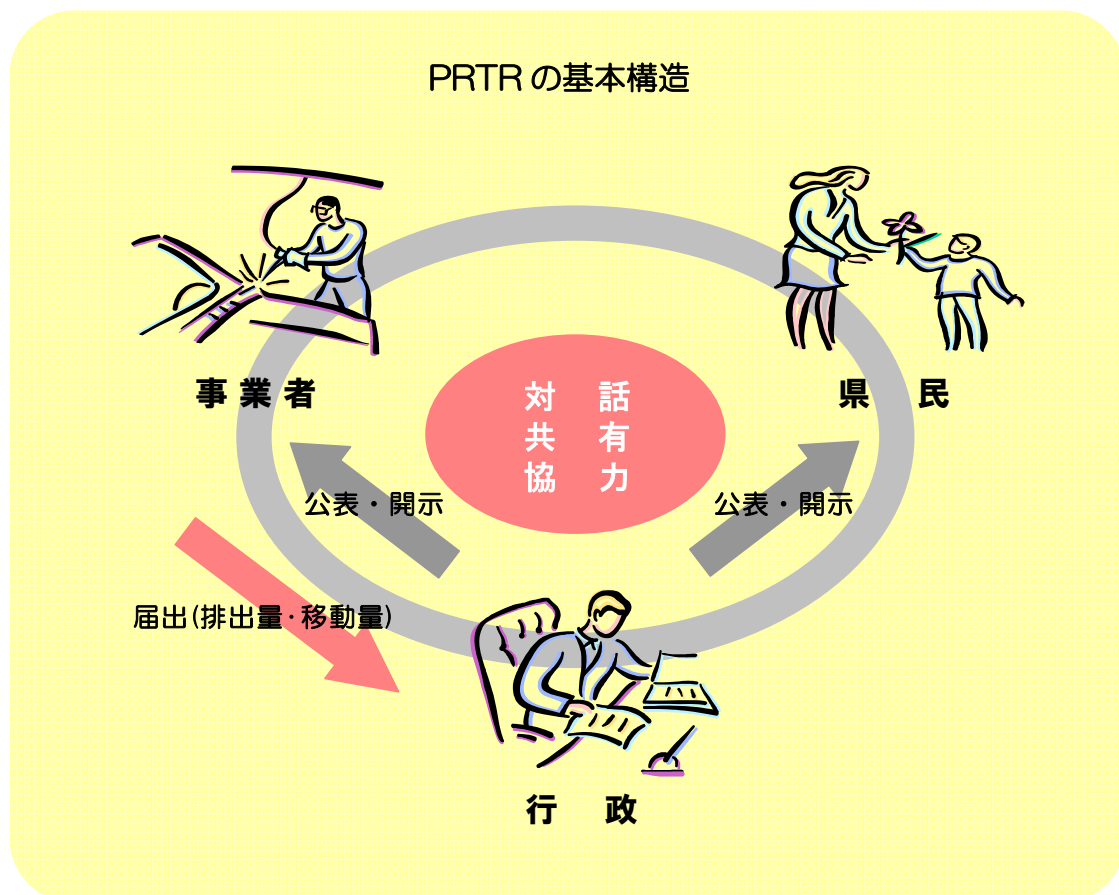 PRTRの基本構造
事業者
県民
対話
共有
協力
公表・開示
公表・開示
届出(排出量・移動量)
行政